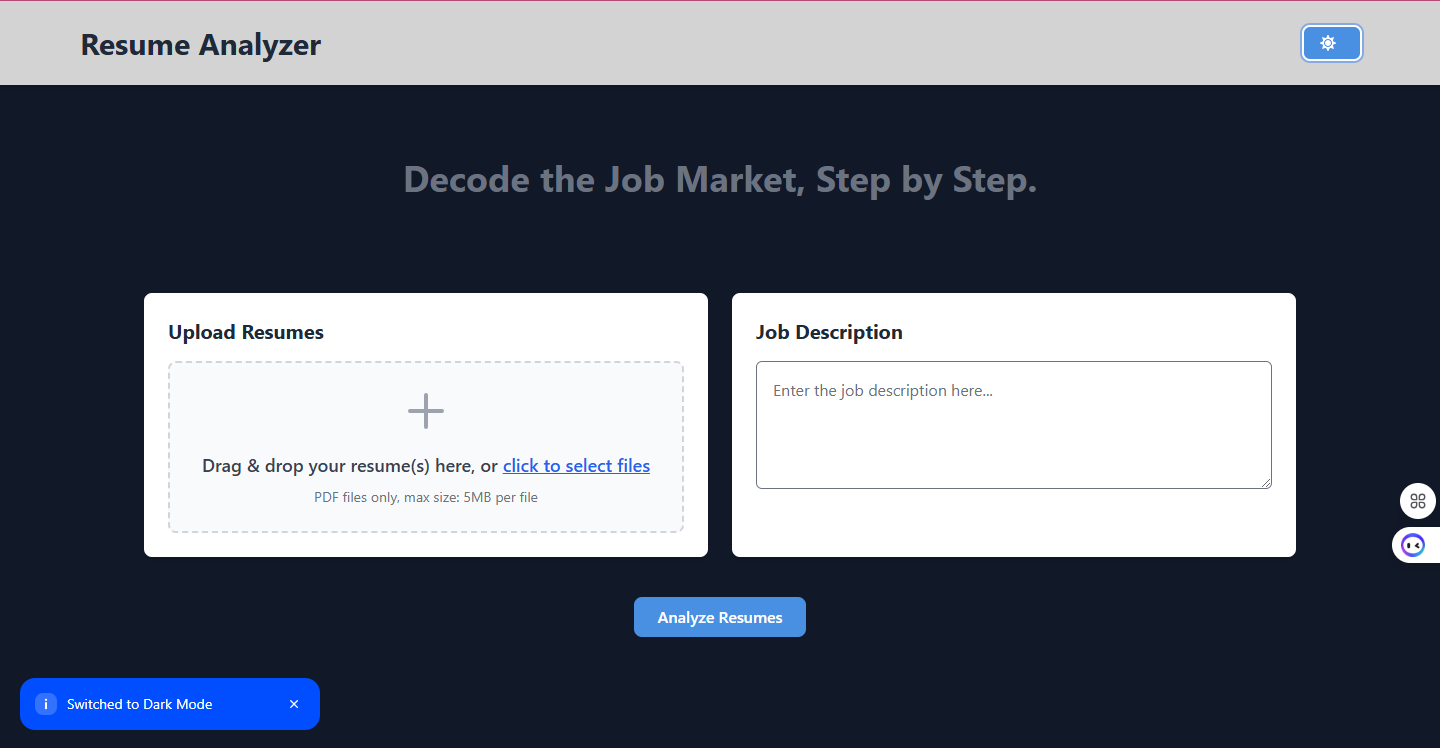 Resume Analyzer
Decode the Job Market, Step by Step.
Upload Resumes
Drag & drop your resume(s) here, or click to select files
PDF files only, max size: 5MB per file
Job Description
Enter the job description here...
Analyze Resumes
Switched to Dark Mode